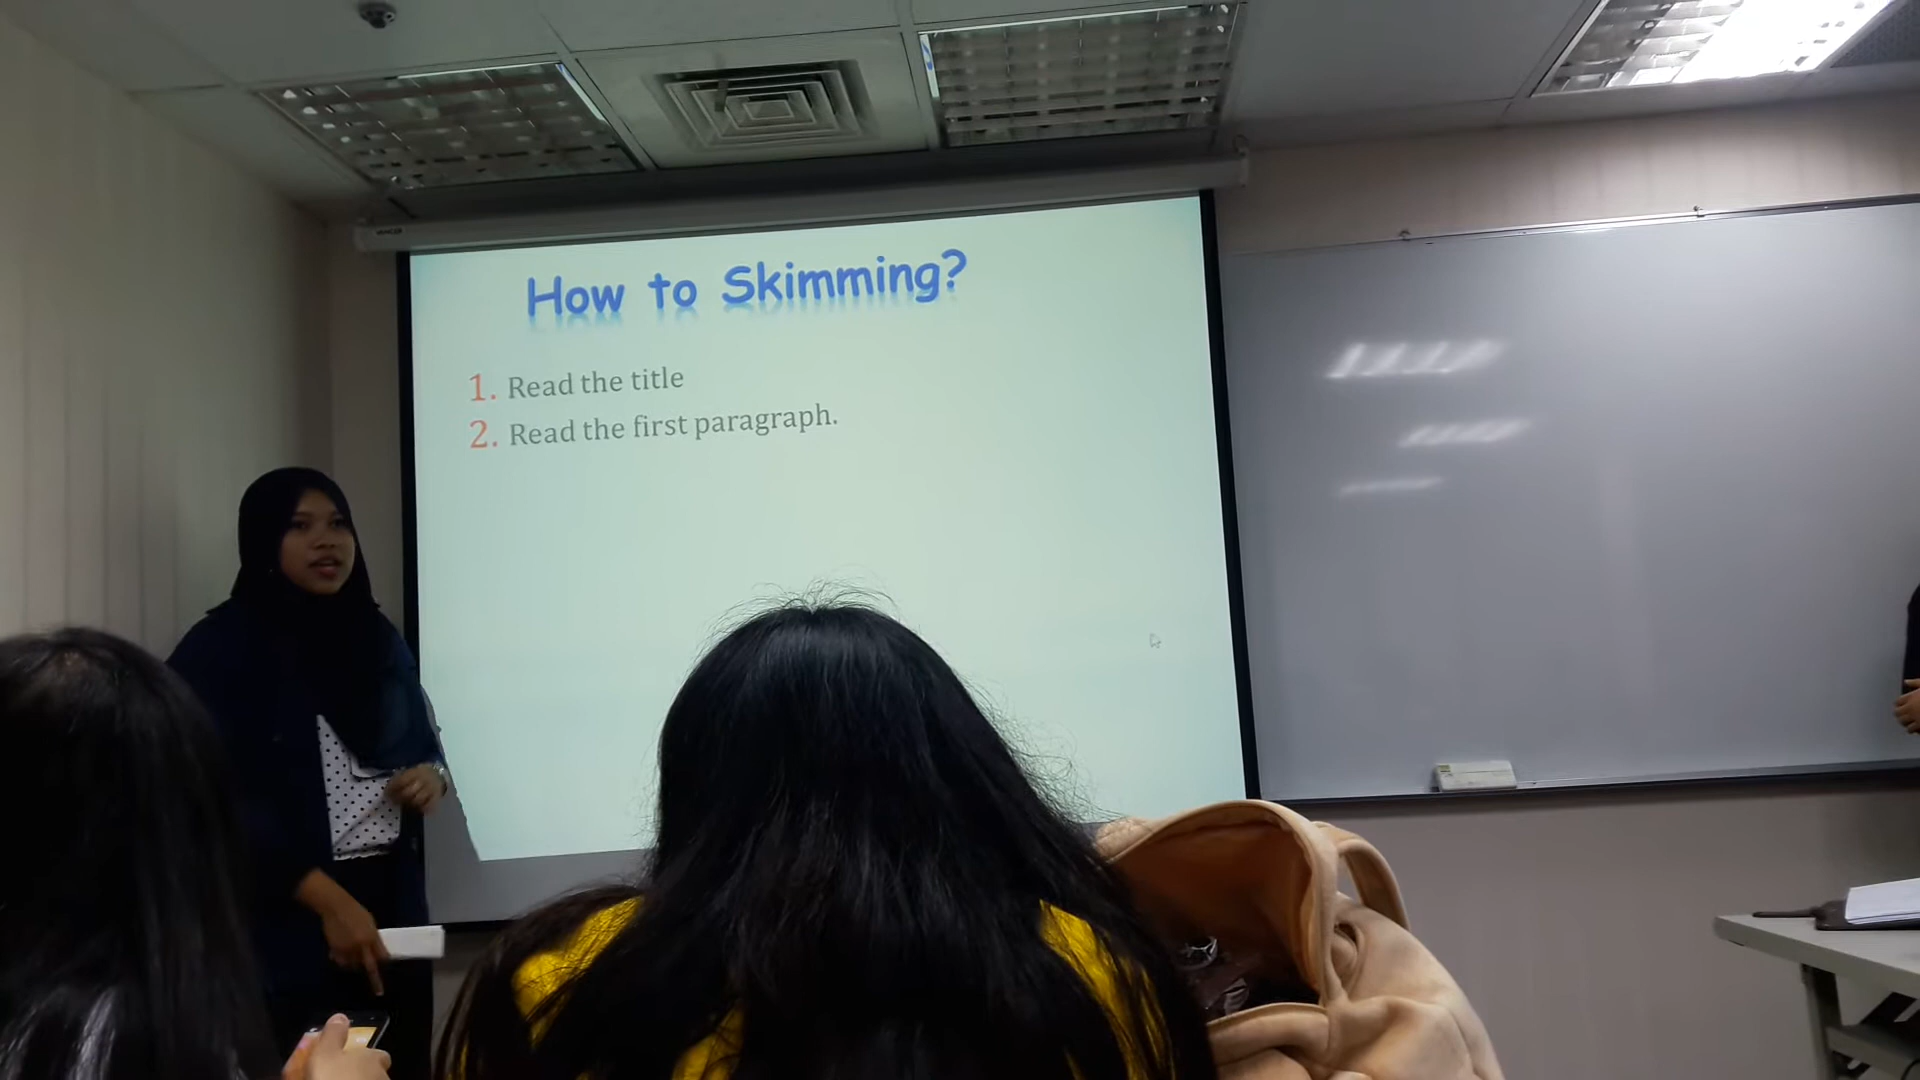 How to Skimming?
1. Read the title
2. Read the first paragraph.